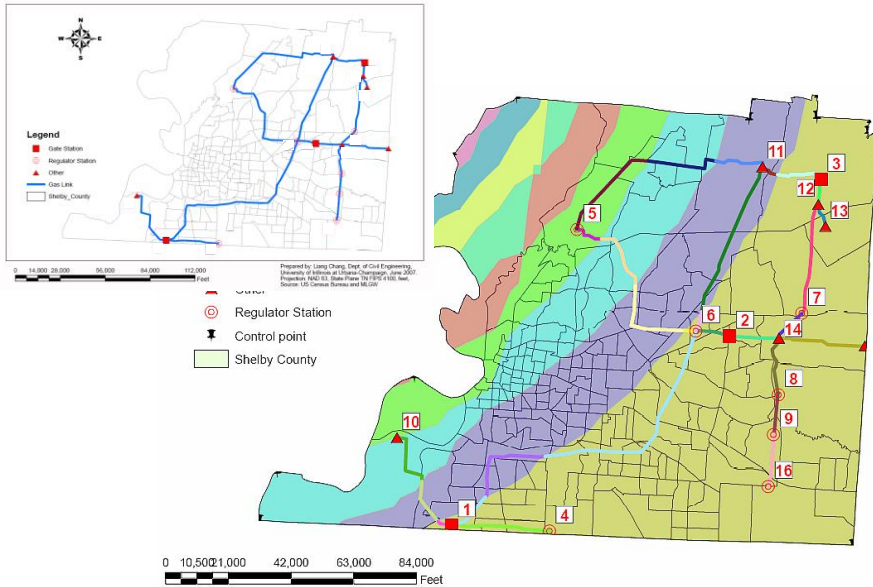 N
W E
S
Legend
Gate Station
Regulator Station
Other
Gas Link
Shelby_County
0 14,000 28,000 56,000 84,000 112,000
Feet
Prepared by: Liang Chang, Dept. of Civil Engineering,
University of Illinois at Urbana-Champaign, June 2007.
Projection: NAD 83, State Plane TN FIPS 4100, feet,
Source: US Census Bureau and MLGW
Other
Regulator Station
Control point
Shelby County
11
3
12
13
5
7
6
2
14
8
9
10
16
1
4
0 10,500 21,000 42,000 63,000 84,000
Feet